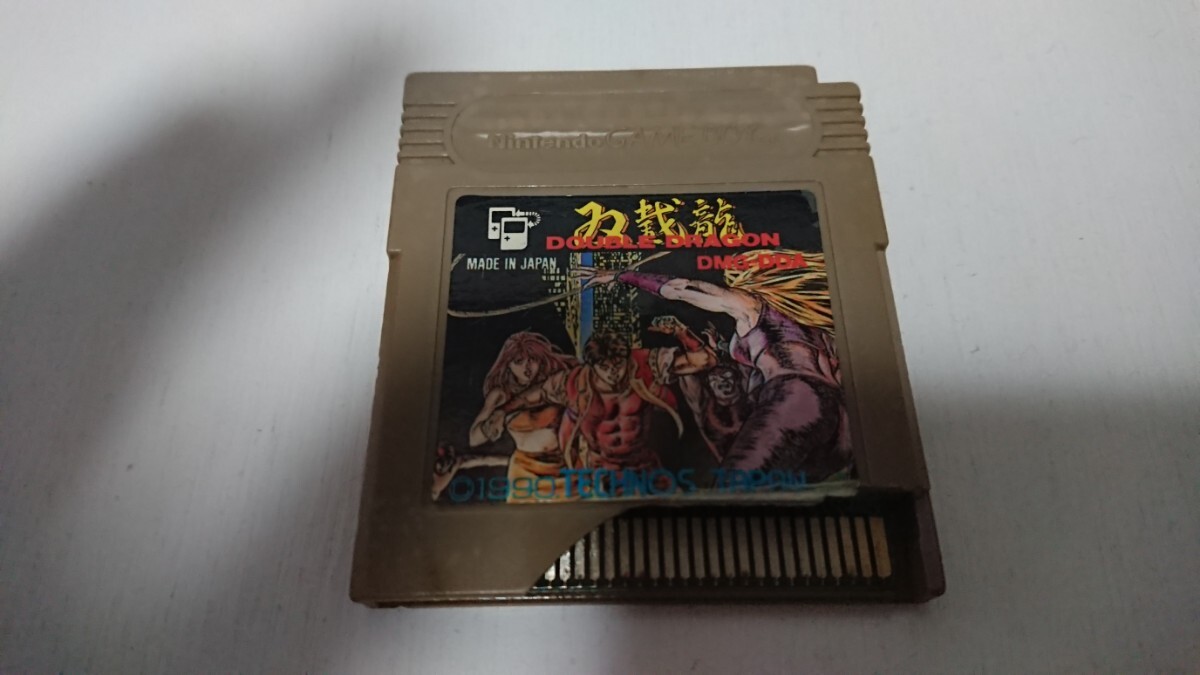 Nintendo GAME BOY
双截龍
DOUBLE DRAGON
MADE IN JAPAN
DMG-DDA
©1990 TECHNOS JAPAN